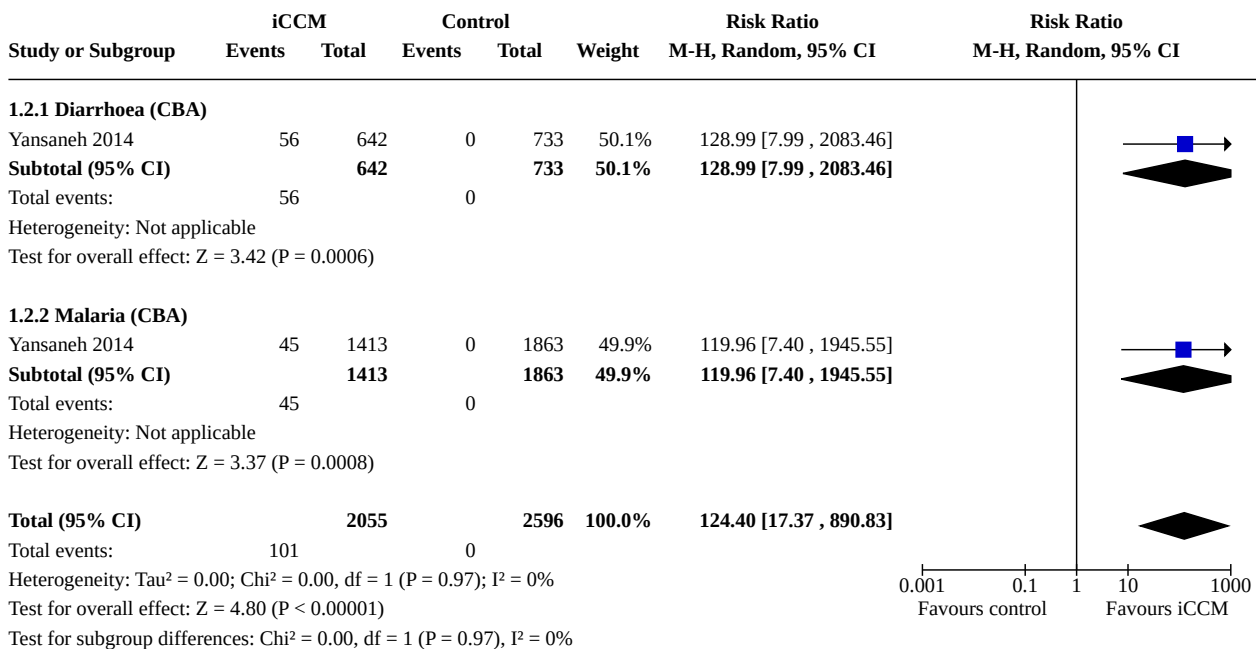 iCCM Control Risk Ratio Risk Ratio
Study or Subgroup Events Total Events Total Weight M-H, Random, 95% CI M-H, Random, 95% CI
1.2.1 Diarrhoea (CBA)
Yansaneh 2014 56 642 0 733 50.1% 128.99 [7.99 , 2083.46]
Subtotal (95% CI) 642 733 50.1% 128.99 [7.99 , 2083.46]
Total events: 56 0
Heterogeneity: Not applicable
Test for overall effect: Z = 3.42 (P = 0.0006)
1.2.2 Malaria (CBA)
Yansaneh 2014 45 1413 0 1863 49.9% 119.96 [7.40 , 1945.55]
Subtotal (95% CI) 1413 1863 49.9% 119.96 [7.40 , 1945.55]
Total events: 45 0
Heterogeneity: Not applicable
Test for overall effect: Z = 3.37 (P = 0.0008)
Total (95% CI) 2055 2596 100.0% 124.40 [17.37 , 890.83]
Total events: 101 0
Heterogeneity: Tau² = 0.00; Chi² = 0.00, df = 1 (P = 0.97); I² = 0%
Test for overall effect: Z = 4.80 (P < 0.00001)
Test for subgroup differences: Chi² = 0.00, df = 1 (P = 0.97), I² = 0%
0.001 0.1 1 10 1000
Favours control Favours iCCM